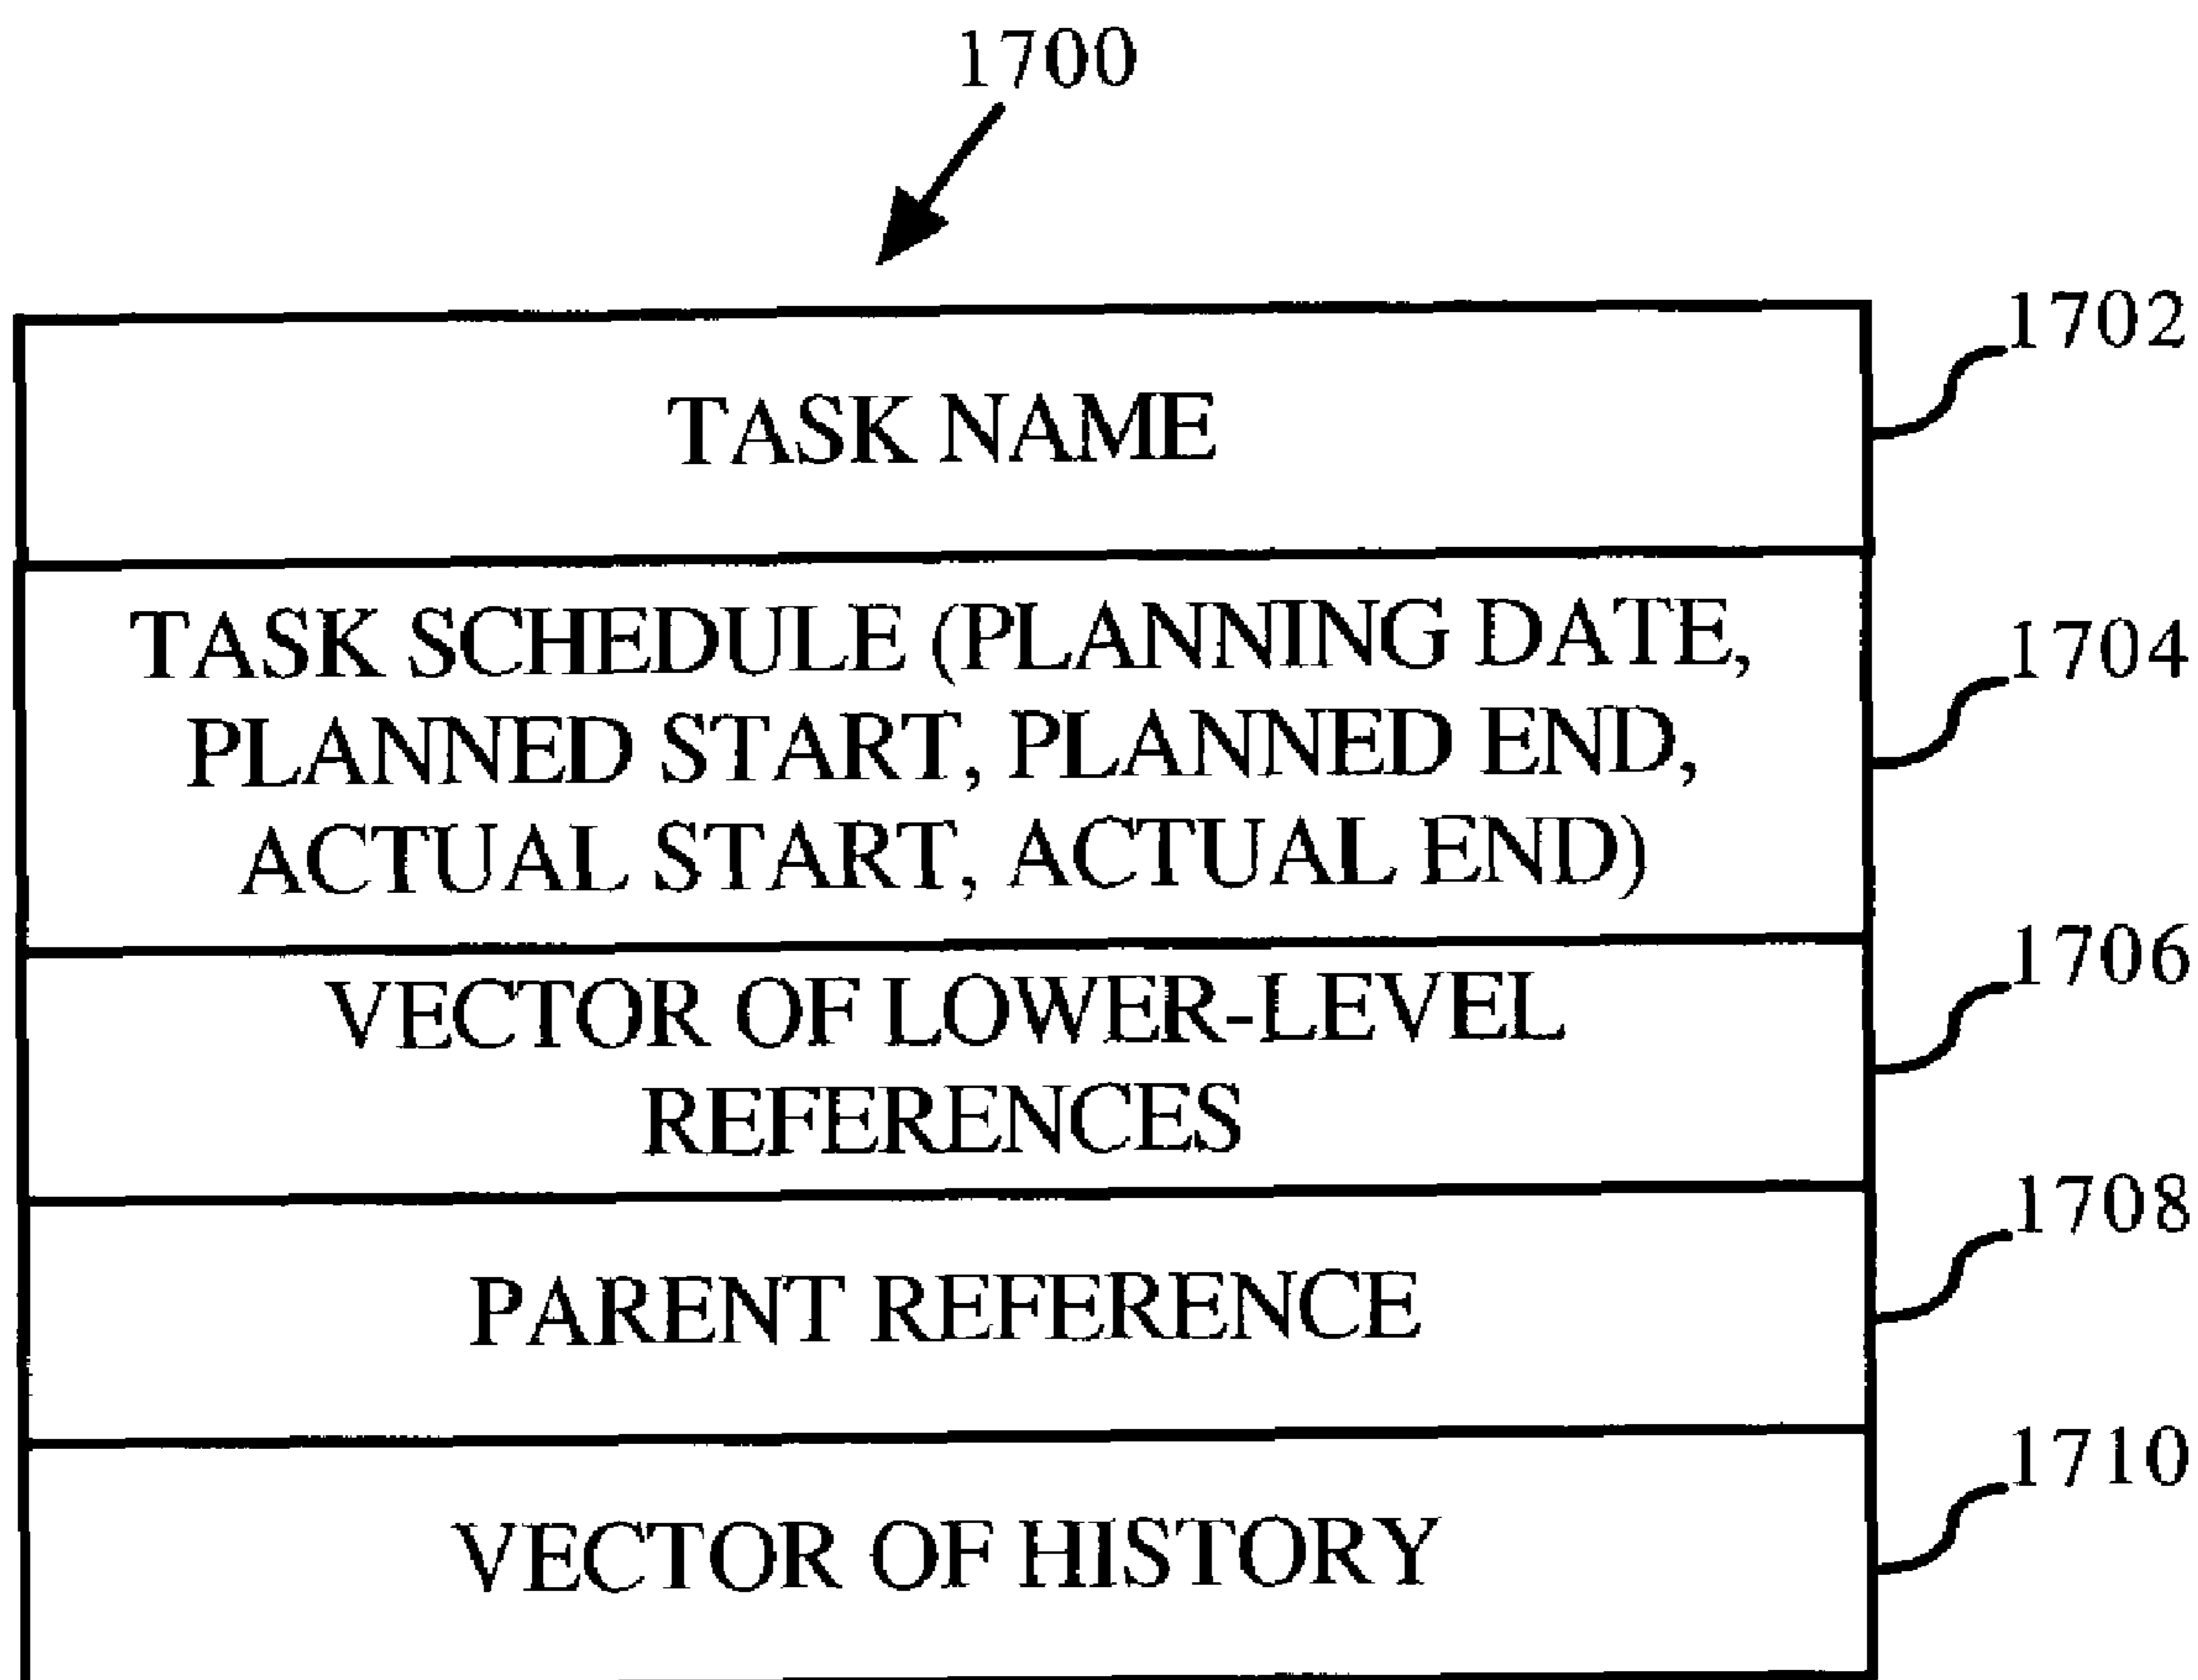 1700
1702
TASK NAME
TASK SCHEDULE (PLANNING DATE,
1704
PLANNED START, PLANNED END,
ACTUAL START, ACTUAL END)
1706
VECTOR OF LOWER-LEVEL
REFERENCES
1708
PARENT REFERENCE
1710
VECTOR OF HISTORY